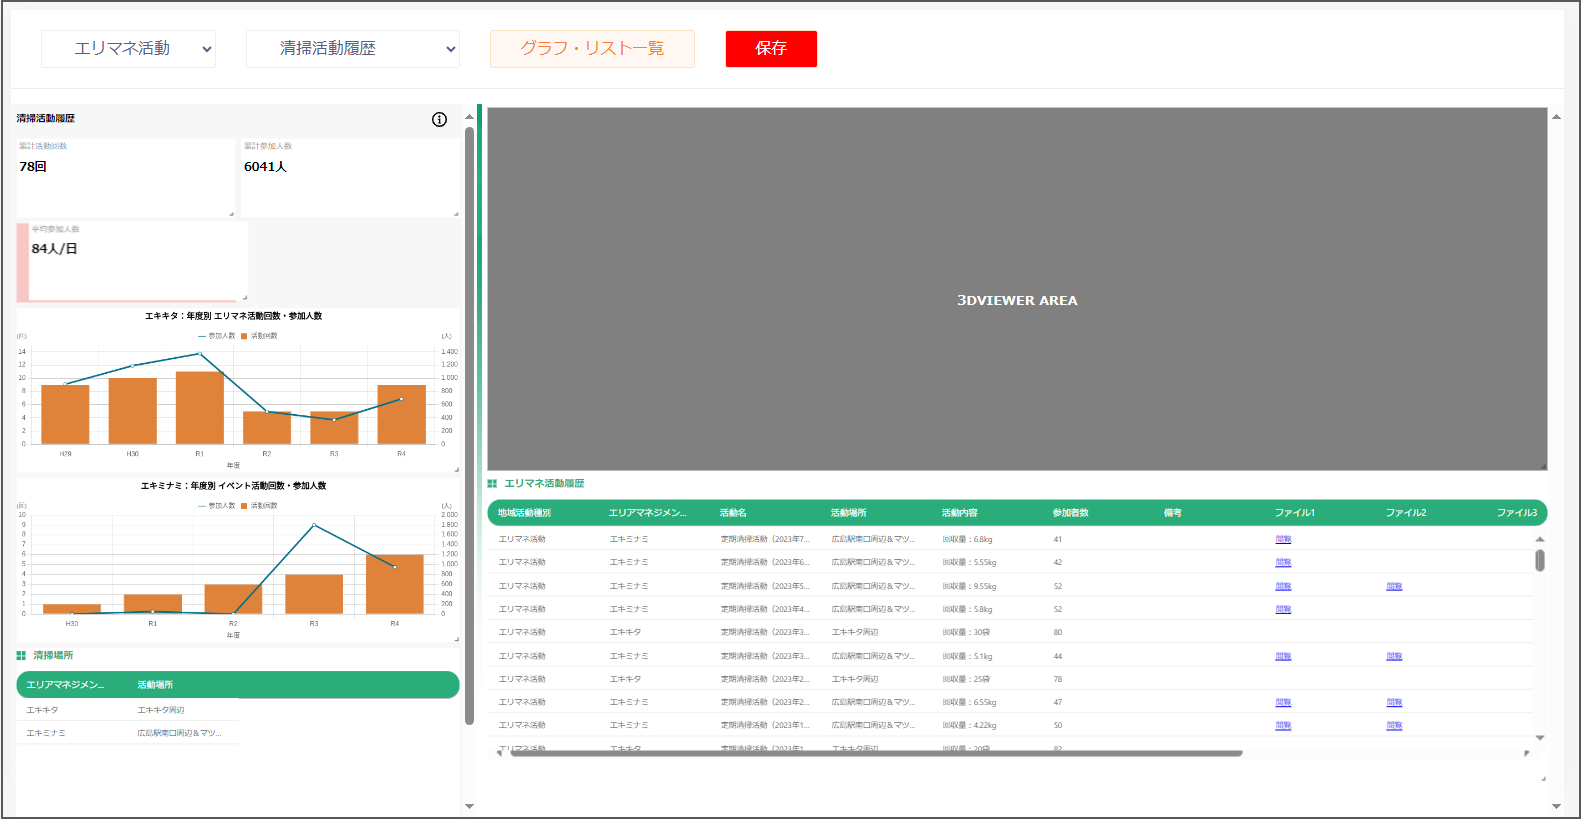 エリマネ活動
清掃活動履歴
グラフ・リスト一覧
保存
清掃活動履歴
累計活動回数
78回
累計参加人数
6041人
平均参加人数
84人/日
エキキタ：年度別 エリマネ活動回数・参加人数
(回)
参加人数 活動回数
(人)
14 1,400
12 1,200
10 1,000
8 800
6 600
4 400
2 200
0 0
H29 H30 R1 R2 R3 R4
年度
エキミナミ：年度別 イベント活動回数・参加人数
(回)
参加人数 活動回数
(人)
10 2,000
9 1,800
8 1,600
7 1,400
6 1,200
5 1,000
4 800
3 600
2 400
1 200
0 0
H30 R1 R2 R3 R4
年度
清掃場所
エリアマネジメン... 活動場所
エキキタ エキキタ周辺
エキミナミ 広島駅南口周辺＆マツ...
3DVIEWER AREA
エリマネ活動履歴
地域活動種別 エリアマネジメン... 活動名 活動場所 活動内容 参加者数 備考 ファイル1 ファイル2 ファイル3
エリマネ活動 エキミナミ 定期清掃活動（2023年7... 広島駅南口周辺＆マツ... 回収量：6.8kg 41 閲覧
エリマネ活動 エキミナミ 定期清掃活動（2023年6... 広島駅南口周辺＆マツ... 回収量：5.55kg 42 閲覧
エリマネ活動 エキミナミ 定期清掃活動（2023年5... 広島駅南口周辺＆マツ... 回収量：9.55kg 52 閲覧 閲覧
エリマネ活動 エキミナミ 定期清掃活動（2023年4... 広島駅南口周辺＆マツ... 回収量：5.8kg 52 閲覧
エリマネ活動 エキキタ 定期清掃活動（2023年3... エキキタ周辺 回収量：30袋 80
エリマネ活動 エキミナミ 定期清掃活動（2023年3... 広島駅南口周辺＆マツ... 回収量：5.1kg 44 閲覧 閲覧
エリマネ活動 エキキタ 定期清掃活動（2023年2... エキキタ周辺 回収量：25袋 78
エリマネ活動 エキミナミ 定期清掃活動（2023年2... 広島駅南口周辺＆マツ... 回収量：6.55kg 47 閲覧 閲覧
エリマネ活動 エキミナミ 定期清掃活動（2023年1... 広島駅南口周辺＆マツ... 回収量：4.22kg 50 閲覧 閲覧
エリマネ活動 エキキタ 定期清掃活動（2023年1... エキキタ周辺 回収量：20袋 82